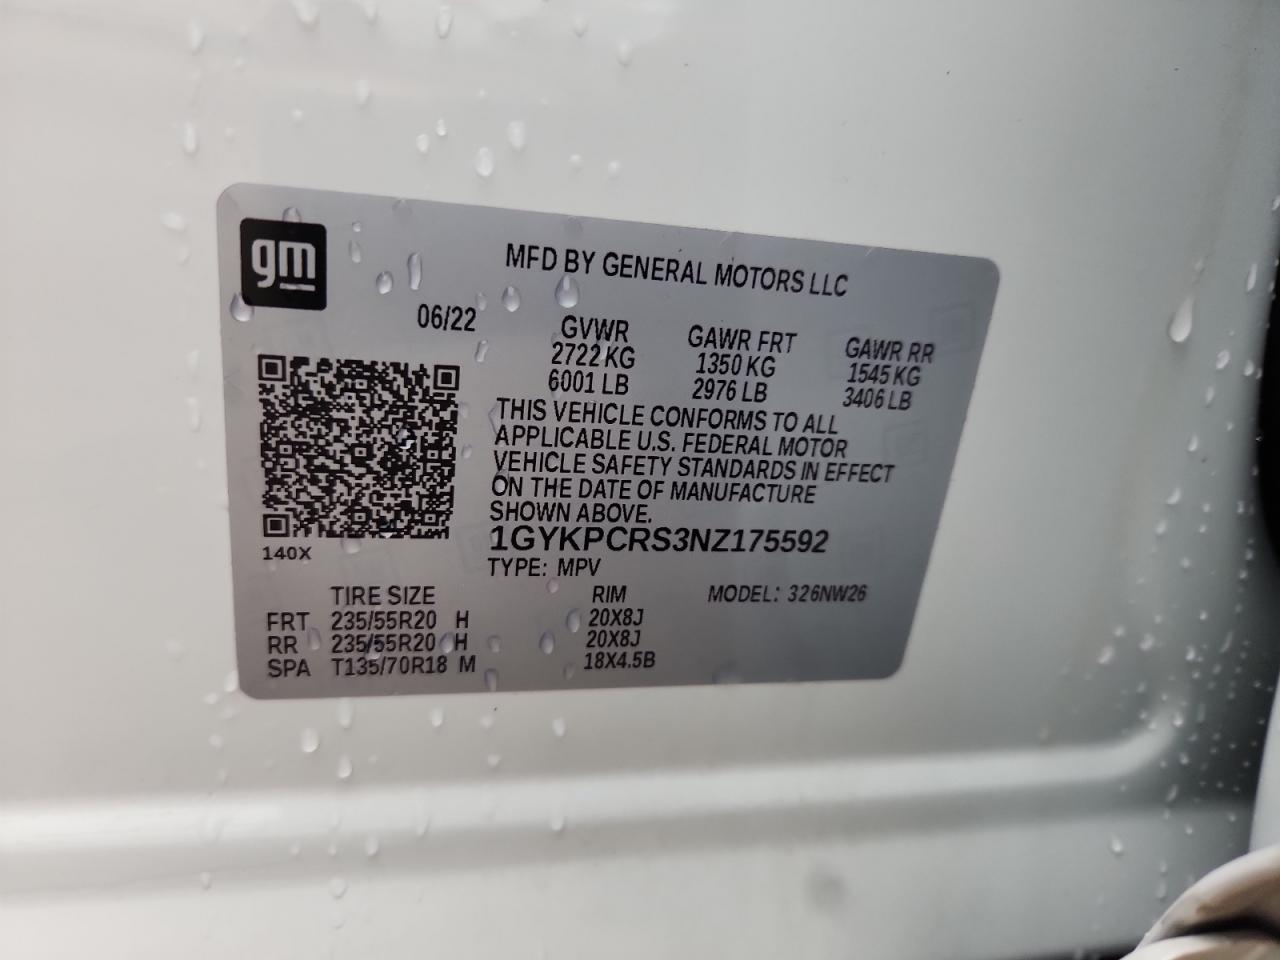 gm
MFD BY GENERAL MOTORS LLC
06/22
GVWR GAWR FRT GAWR RR
2722 KG 1350 KG 1545 KG
6001 LB 2976 LB 3406 LB
THIS VEHICLE CONFORMS TO ALL
APPLICABLE U.S. FEDERAL MOTOR
VEHICLE SAFETY STANDARDS IN EFFECT
ON THE DATE OF MANUFACTURE
SHOWN ABOVE.
1GYKPCRS3NZ175592
140X
TYPE: MPV
TIRE SIZE RIM MODEL: 326NW26
FRT 235/55R20 H 20X8J
RR 235/55R20 H 20X8J
SPA T135/70R18 M 18X4.5B